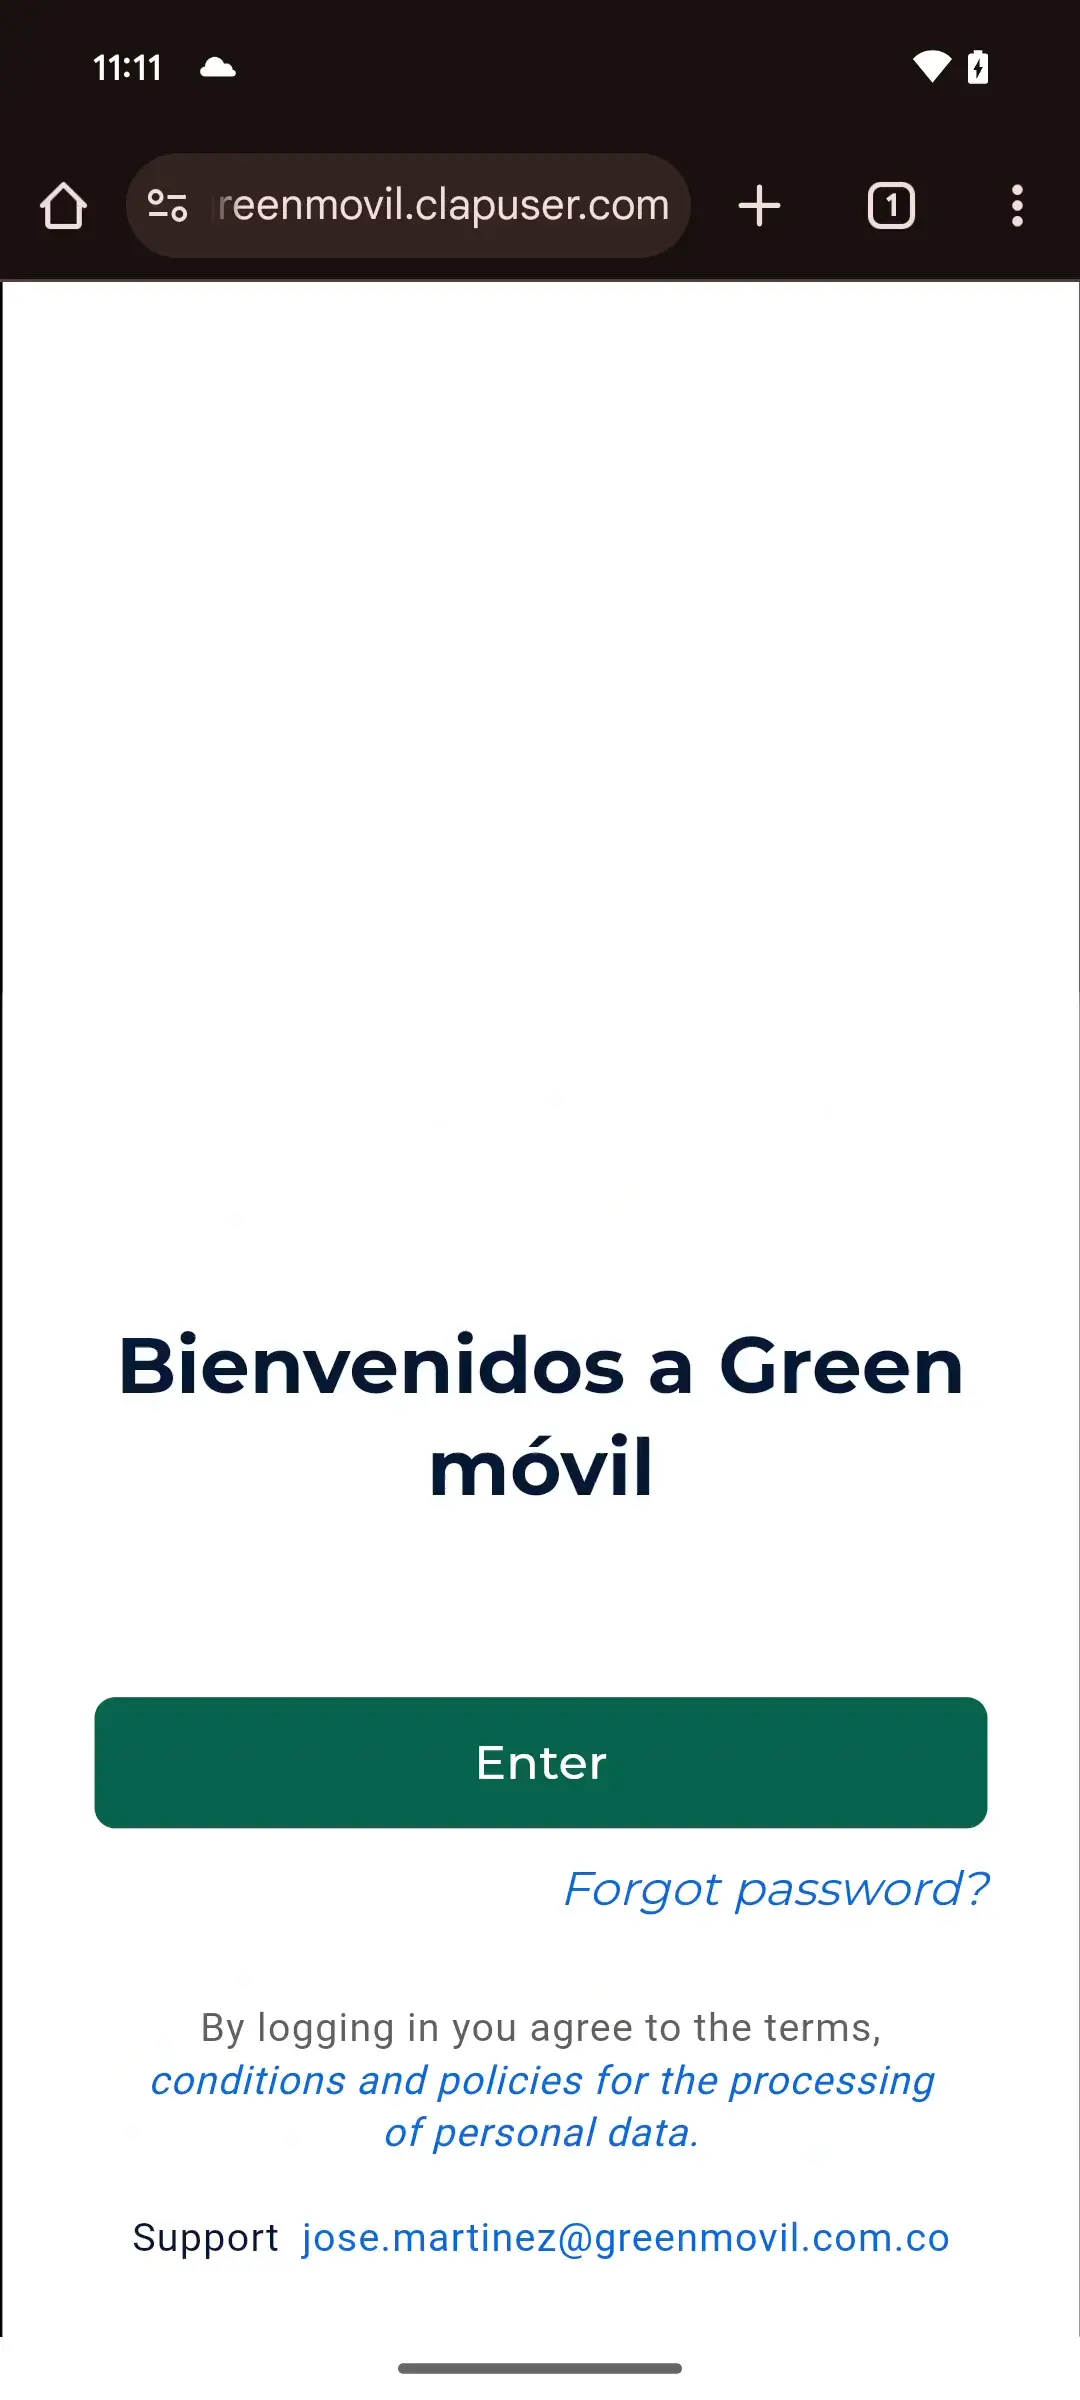 11:11
reenmovil.clapuser.com
1
Bienvenidos a Green
móvil
Enter
Forgot password?
By logging in you agree to the terms,
conditions and policies for the processing
of personal data.
Support jose.martinez@greenmovil.com.co